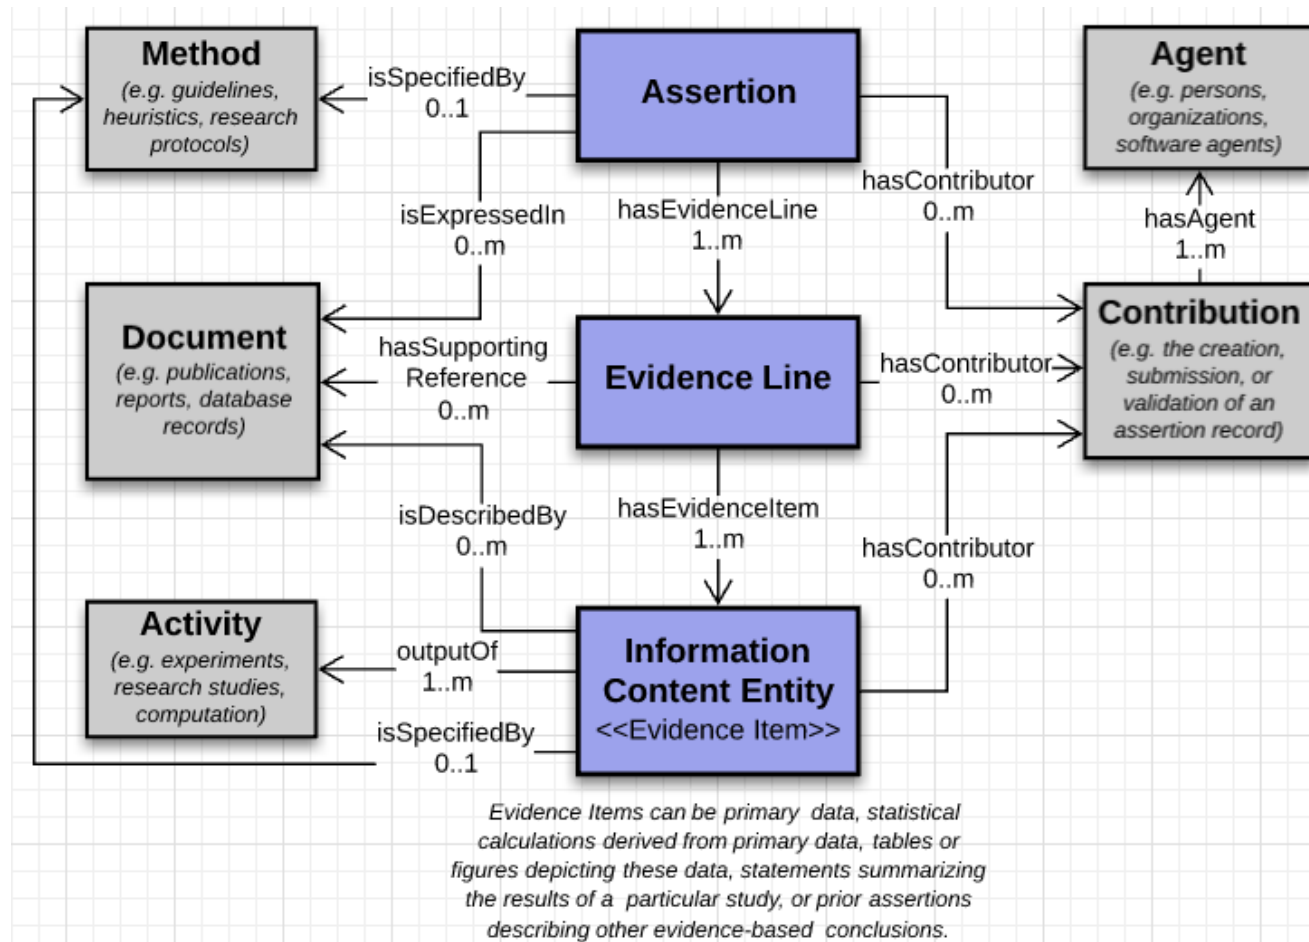 Method
(e.g. guidelines,
heuristics, research
protocols)
isSpecifiedBy
0..1
Assertion
Agent
(e.g. persons,
organizations,
software agents)
isExpressedIn
0..m
hasEvidenceLine
1..m
hasContributor
0..m
hasAgent
1..m
Document
(e.g. publications,
reports, database
records)
hasSupporting
Reference
0..m
Evidence Line
hasContributor
0..m
Contribution
(e.g. the creation,
submission, or
validation of an
assertion record)
isDescribedBy
0..m
hasEvidenceItem
1..m
hasContributor
0..m
Activity
(e.g. experiments,
research studies,
computation)
outputOf
1..m
isSpecifiedBy
0..1
Information
Content Entity
<<Evidence Item>>
Evidence Items can be primary data, statistical
calculations derived from primary data, tables or
figures depicting these data, statements summarizing
the results of a particular study, or prior assertions
describing other evidence-based conclusions.